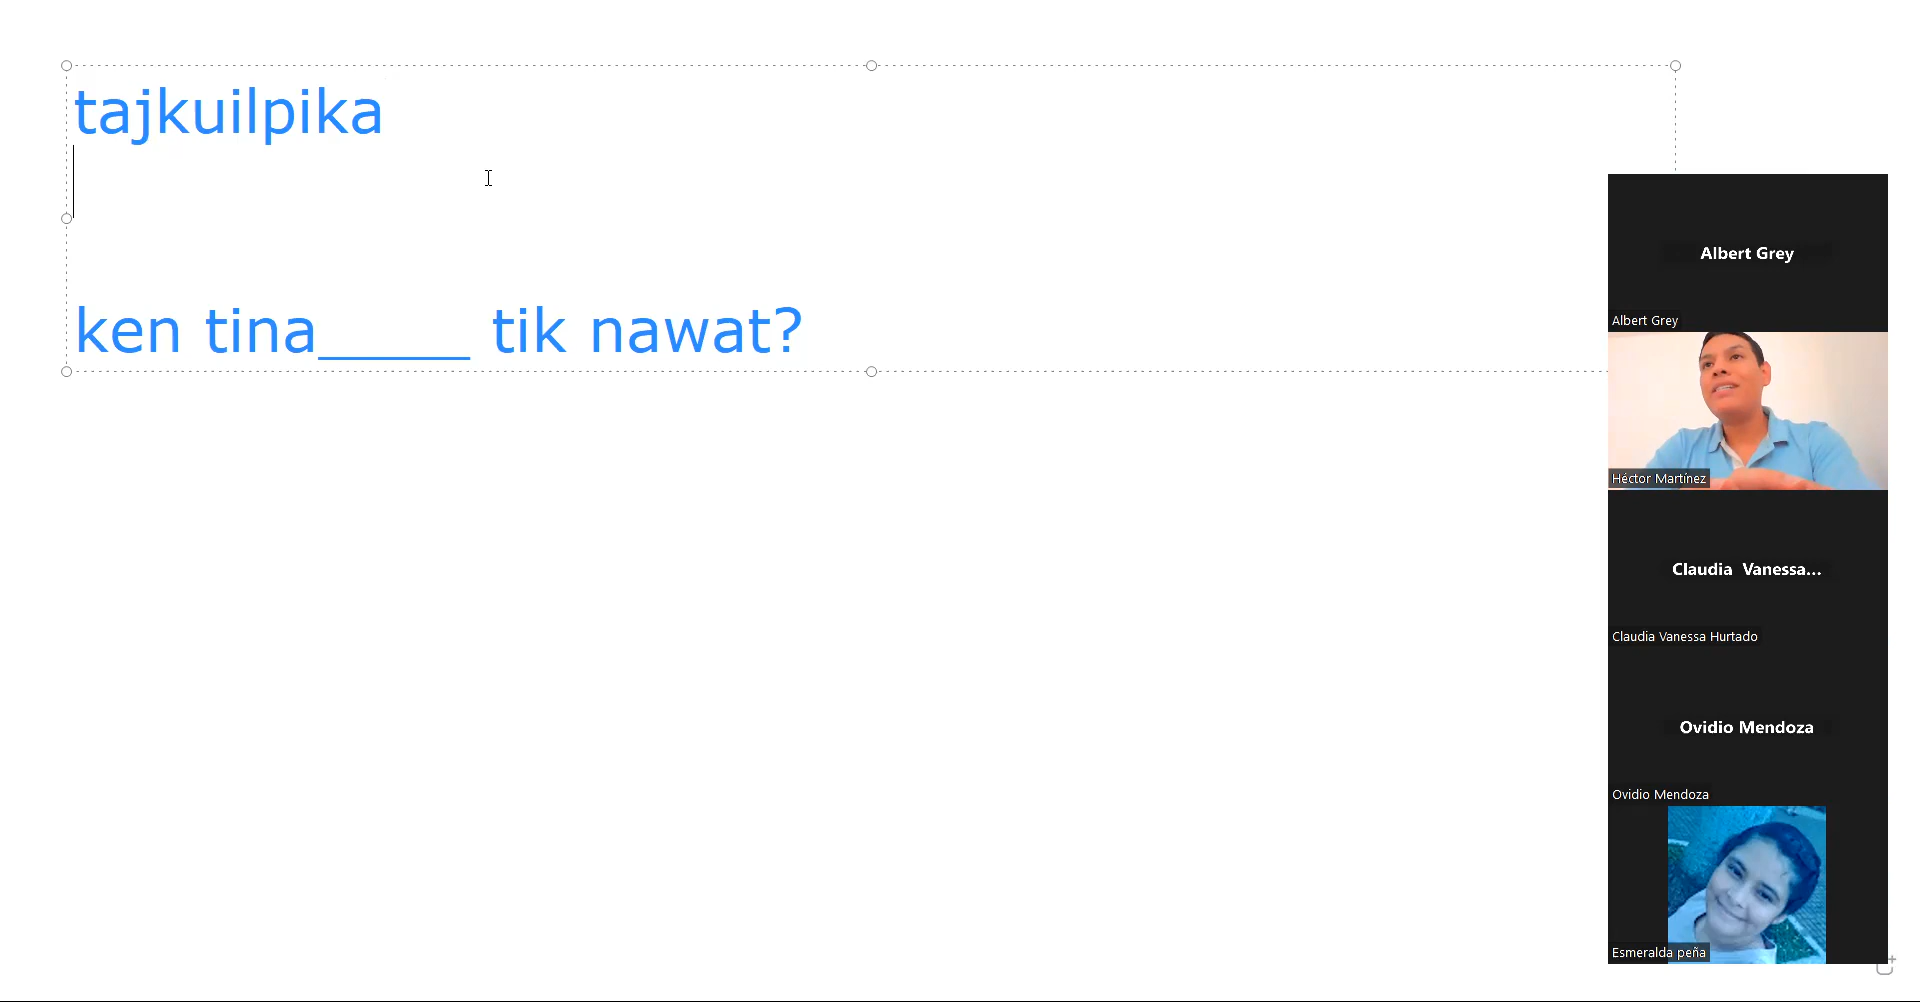 tajkuilpika
ken tina_____ tik nawat?
Albert Grey
Albert Grey
Héctor Martínez
Claudia Vanessa...
Claudia Vanessa Hurtado
Ovidio Mendoza
Ovidio Mendoza
Esmeralda peña